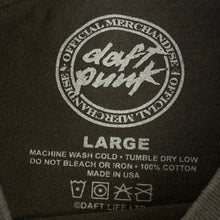 OFFICIAL MERCHANDISE
daft
punk
OFFICIAL MERCHANDISE
LARGE
MACHINE WASH COLD • TUMBLE DRY LOW
DO NOT BLEACH OR IRON • 100% COTTON
MADE IN USA
©DAFT LIFE LTD